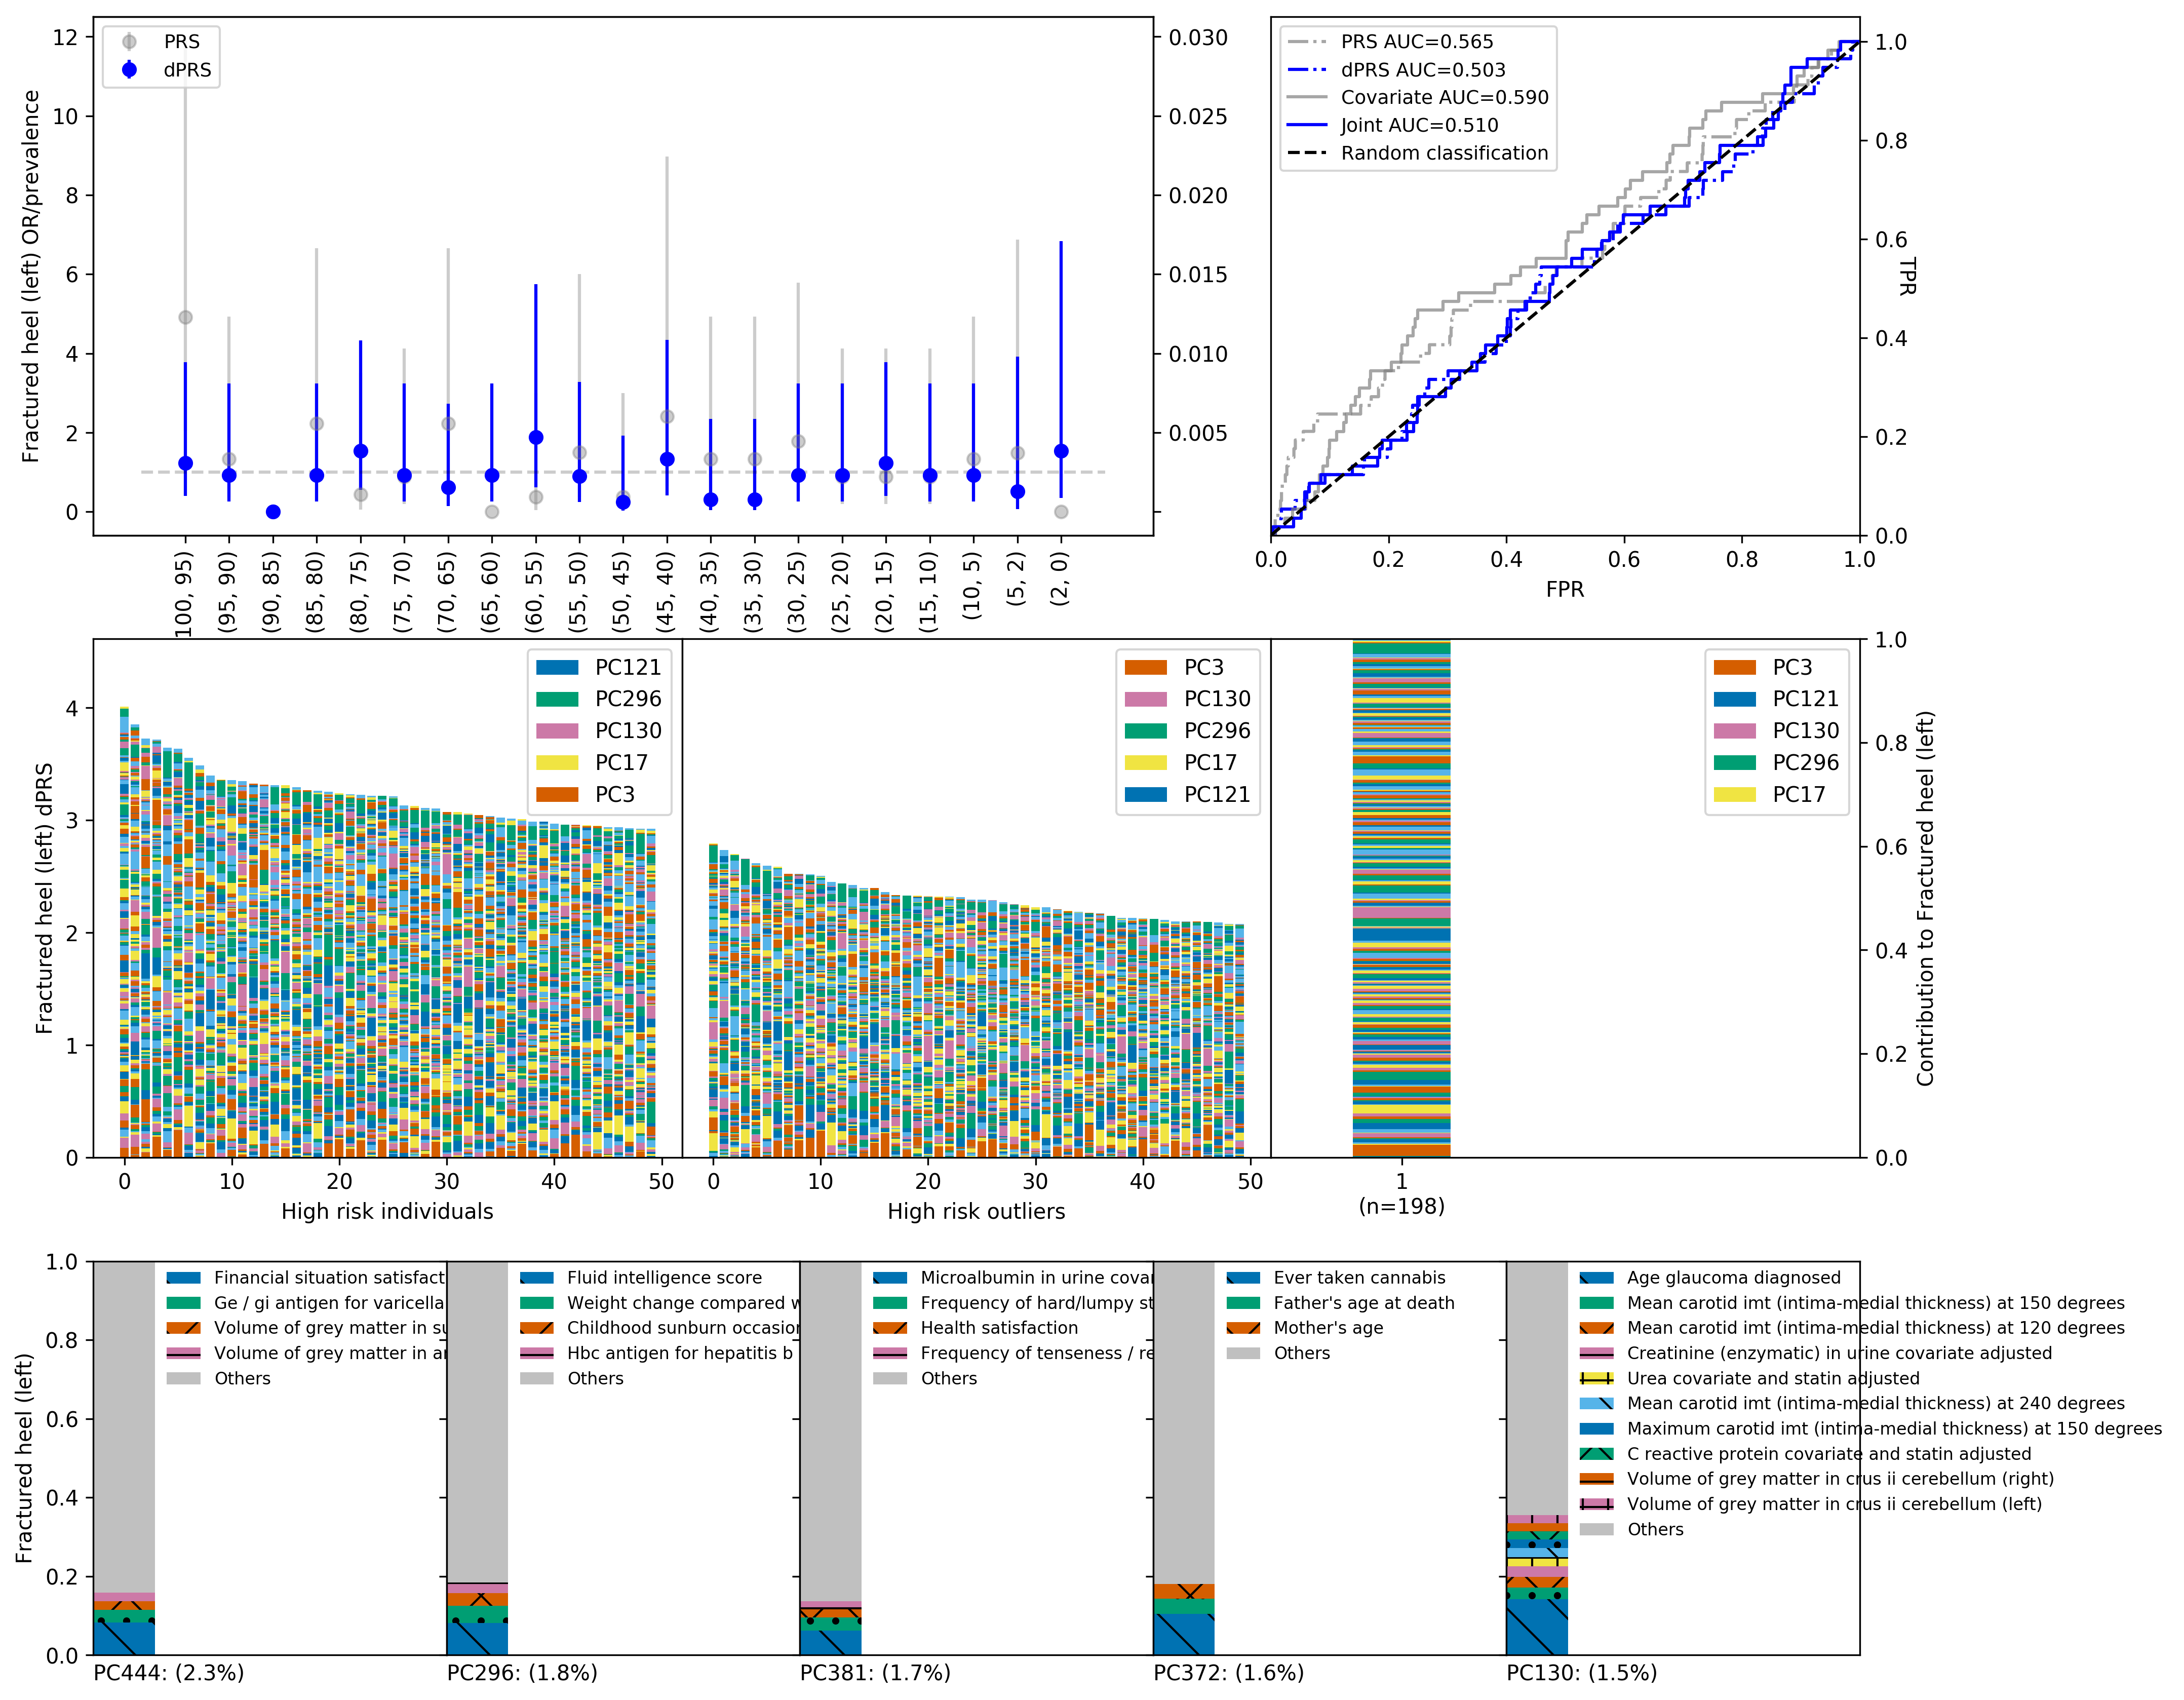 PRS
dPRS
Fractured heel (left) OR/prevalence
12
10
8
6
4
2
0
0.030
0.025
0.020
0.015
0.010
0.005
100, 95)
(95, 90)
(90, 85)
(85, 80)
(80, 75)
(75, 70)
(70, 65)
(65, 60)
(60, 55)
(55, 50)
(50, 45)
(45, 40)
(40, 35)
(35, 30)
(30, 25)
(25, 20)
(20, 15)
(15, 10)
(10, 5)
(5, 2)
(2, 0)
PRS AUC=0.565
dPRS AUC=0.503
Covariate AUC=0.590
Joint AUC=0.510
Random classification
1.0
0.8
0.6
0.4
0.2
0.0
TPR
0.0 0.2 0.4 0.6 0.8 1.0
FPR
Fractured heel (left) dPRS
4
3
2
1
0
PC121
PC296
PC130
PC17
PC3
0 10 20 30 40 50
High risk individuals
PC3
PC130
PC296
PC17
PC121
0 10 20 30 40 50
High risk outliers
PC3
PC121
PC130
PC296
PC17
1
(n=198)
1.0
0.8
0.6
0.4
0.2
0.0
Contribution to Fractured heel (left)
Fractured heel (left)
1.0
0.8
0.6
0.4
0.2
0.0
Financial situation satisfact
Ge / gi antigen for varicella
Volume of grey matter in su
Volume of grey matter in a
Others
PC444: (2.3%)
Fluid intelligence score
Weight change compared w
Childhood sunburn occasion
Hbc antigen for hepatitis b
Others
PC296: (1.8%)
Microalbumin in urine covar
Frequency of hard/lumpy st
Health satisfaction
Frequency of tenseness / re
Others
PC381: (1.7%)
Ever taken cannabis
Father's age at death
Mother's age
Others
PC372: (1.6%)
Age glaucoma diagnosed
Mean carotid imt (intima-medial thickness) at 150 degrees
Mean carotid imt (intima-medial thickness) at 120 degrees
Creatinine (enzymatic) in urine covariate adjusted
Urea covariate and statin adjusted
Mean carotid imt (intima-medial thickness) at 240 degrees
Maximum carotid imt (intima-medial thickness) at 150 degrees
C reactive protein covariate and statin adjusted
Volume of grey matter in crus ii cerebellum (right)
Volume of grey matter in crus ii cerebellum (left)
Others
PC130: (1.5%)